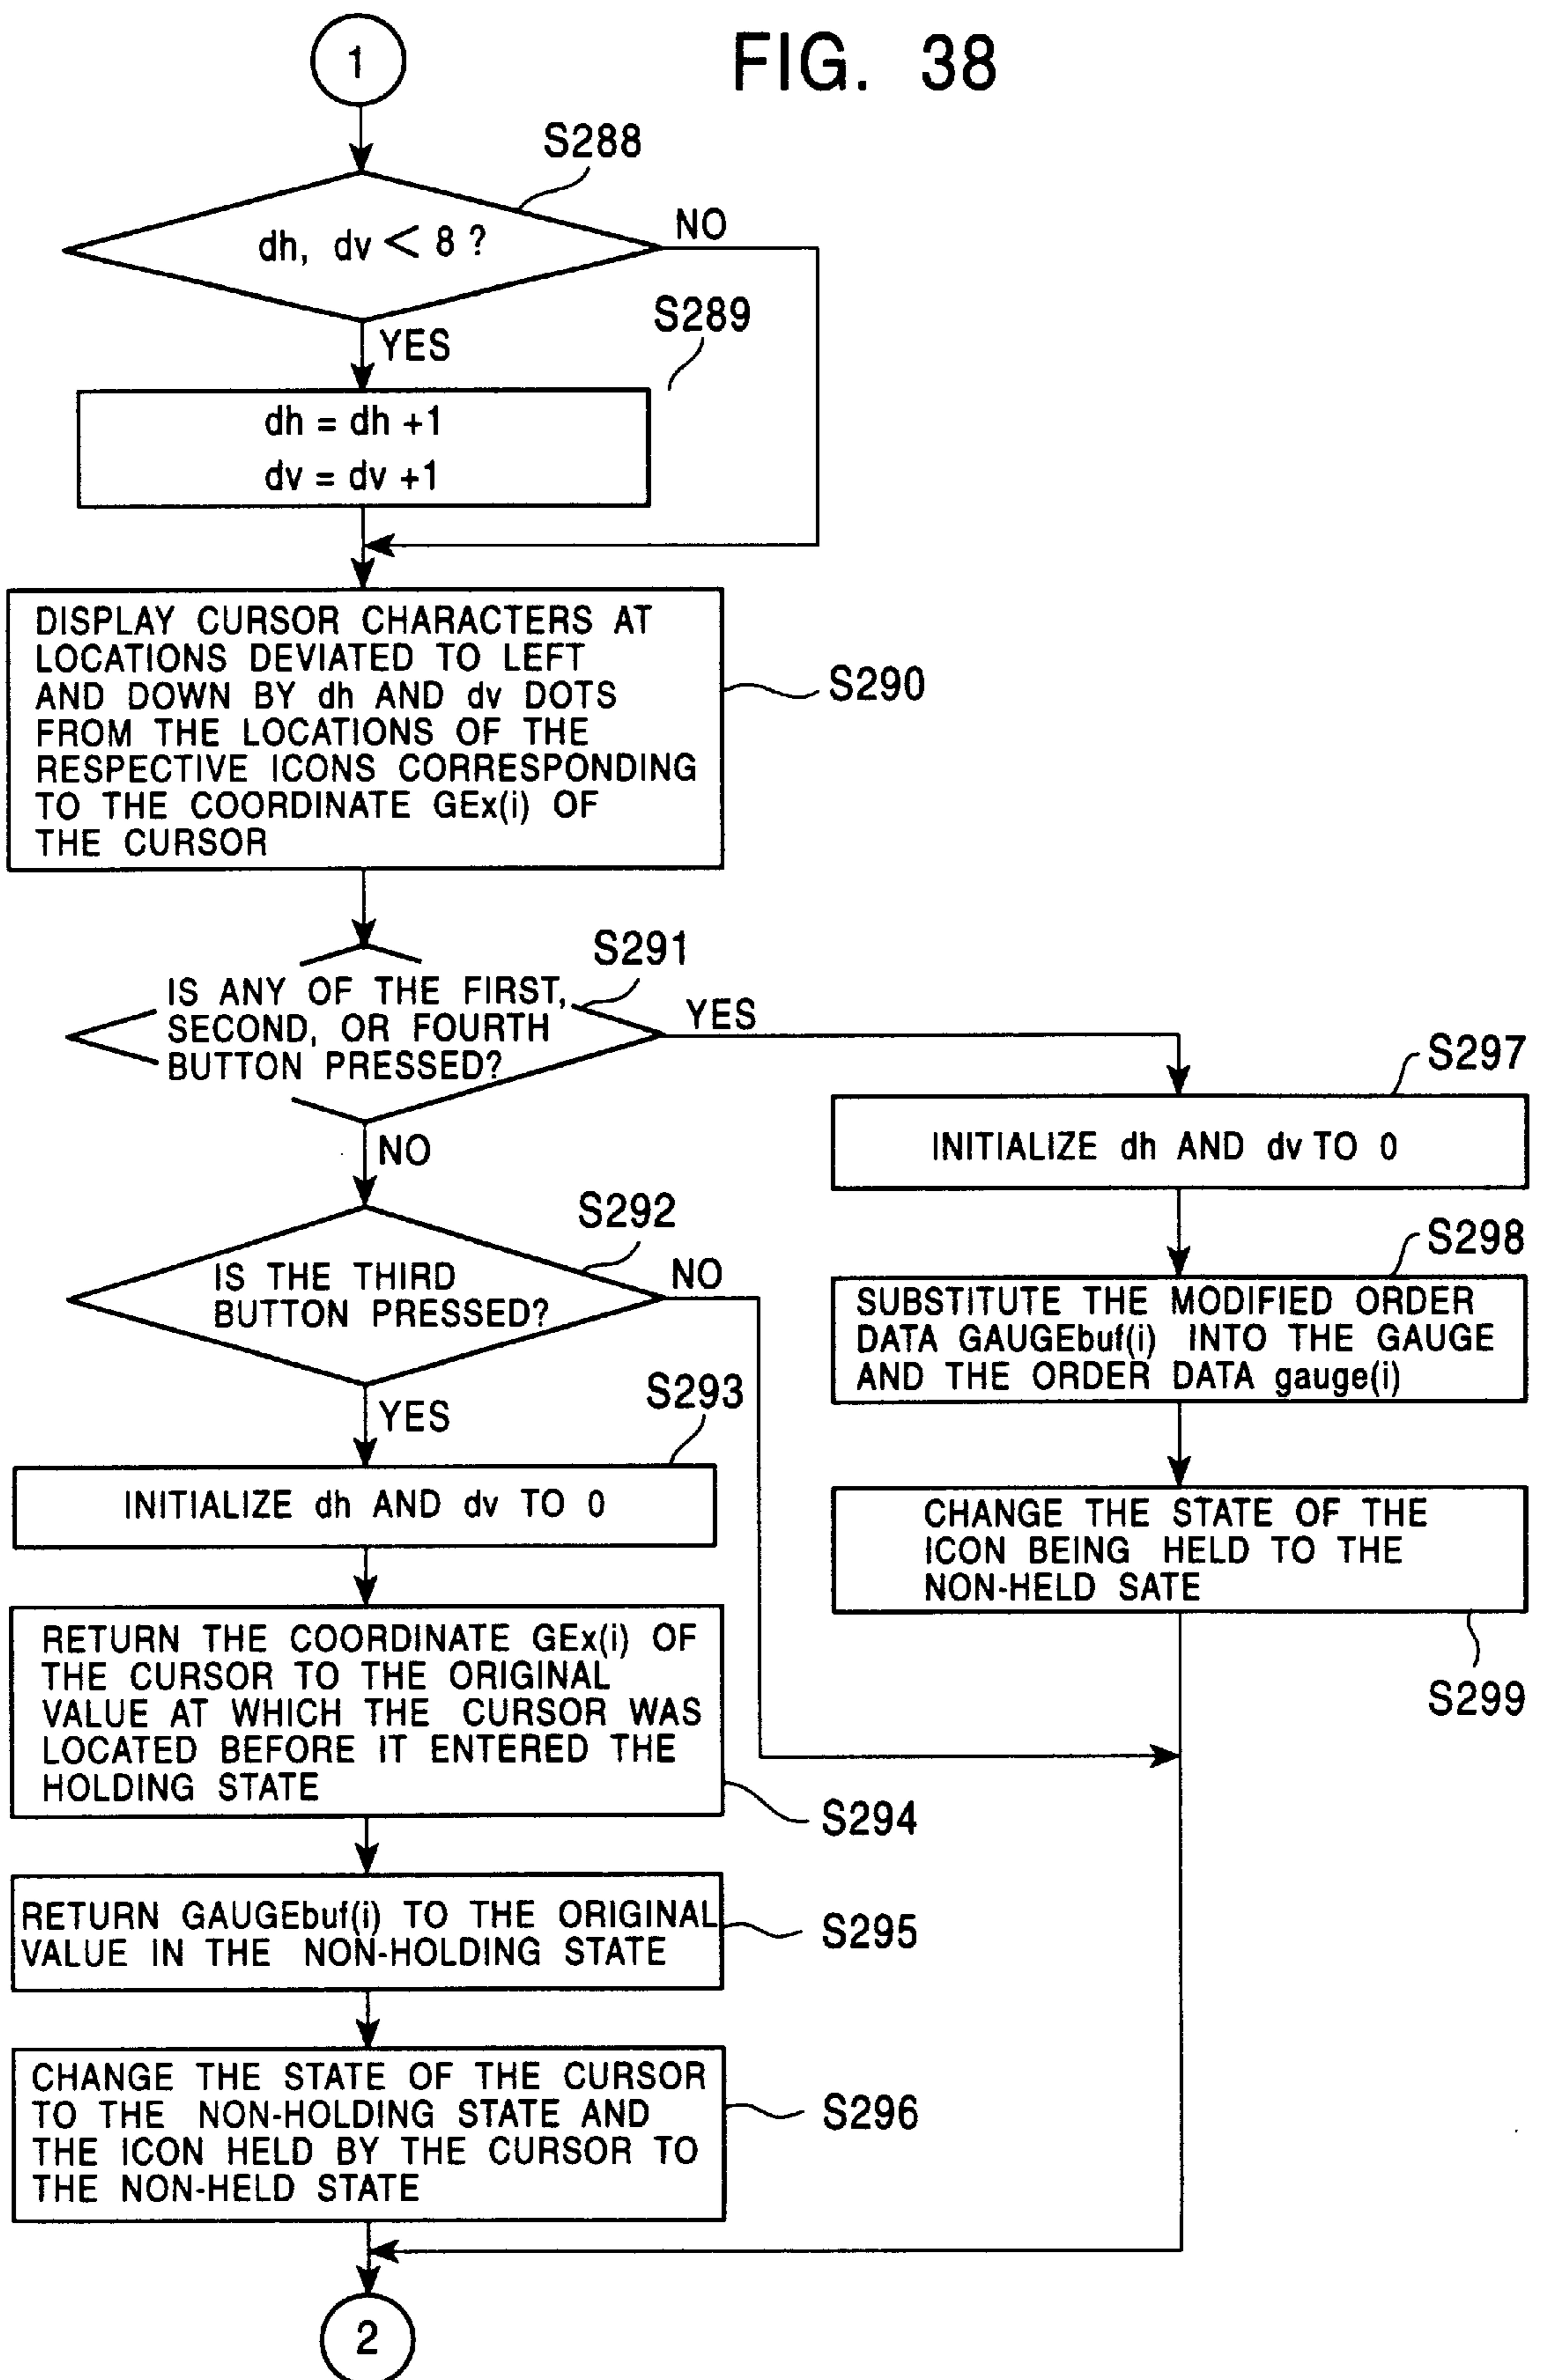 FIG. 38
1
S288
dh, dv < 8 ?
NO
YES
S289
dh = dh +1
dv = dv +1
DISPLAY CURSOR CHARACTERS AT
LOCATIONS DEVIATED TO LEFT
AND DOWN BY dh AND dv DOTS
FROM THE LOCATIONS OF THE
RESPECTIVE ICONS CORRESPONDING
TO THE COORDINATE GEx(i) OF
THE CURSOR
S290
S291
IS ANY OF THE FIRST,
SECOND, OR FOURTH
BUTTON PRESSED?
YES
NO
S292
IS THE THIRD
BUTTON PRESSED?
NO
YES
S293
INITIALIZE dh AND dv TO 0
RETURN THE COORDINATE GEx(i) OF
THE CURSOR TO THE ORIGINAL
VALUE AT WHICH THE CURSOR WAS
LOCATED BEFORE IT ENTERED THE
HOLDING STATE
S294
RETURN GAUGEbuf(i) TO THE ORIGINAL
VALUE IN THE NON-HOLDING STATE
S295
CHANGE THE STATE OF THE CURSOR
TO THE NON-HOLDING STATE AND
THE ICON HELD BY THE CURSOR TO
THE NON-HELD STATE
S296
S297
INITIALIZE dh AND dv TO 0
S298
SUBSTITUTE THE MODIFIED ORDER
DATA GAUGEbuf(i) INTO THE GAUGE
AND THE ORDER DATA gauge(i)
CHANGE THE STATE OF THE
ICON BEING HELD TO THE
NON-HELD SATE
S299
2